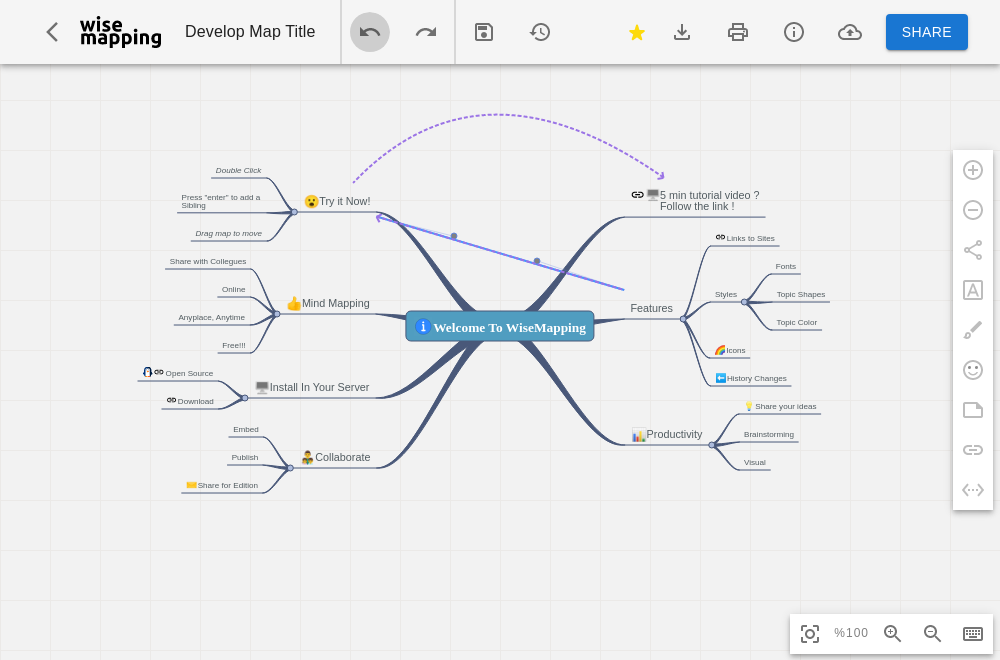 wise
mapping
Develop Map Title
SHARE
Double Click
Press "enter" to add a
Sibling
Drag map to move
Try it Now!
Share with Collegues
Online
Anyplace, Anytime
Free!!!
Mind Mapping
Open Source
Download
Install In Your Server
Embed
Publish
Share for Edition
Collaborate
Welcome To WiseMapping
5 min tutorial video ?
Follow the link !
Features
Links to Sites
Styles
Fonts
Topic Shapes
Topic Color
Icons
History Changes
Productivity
Share your ideas
Brainstorming
Visual
%100